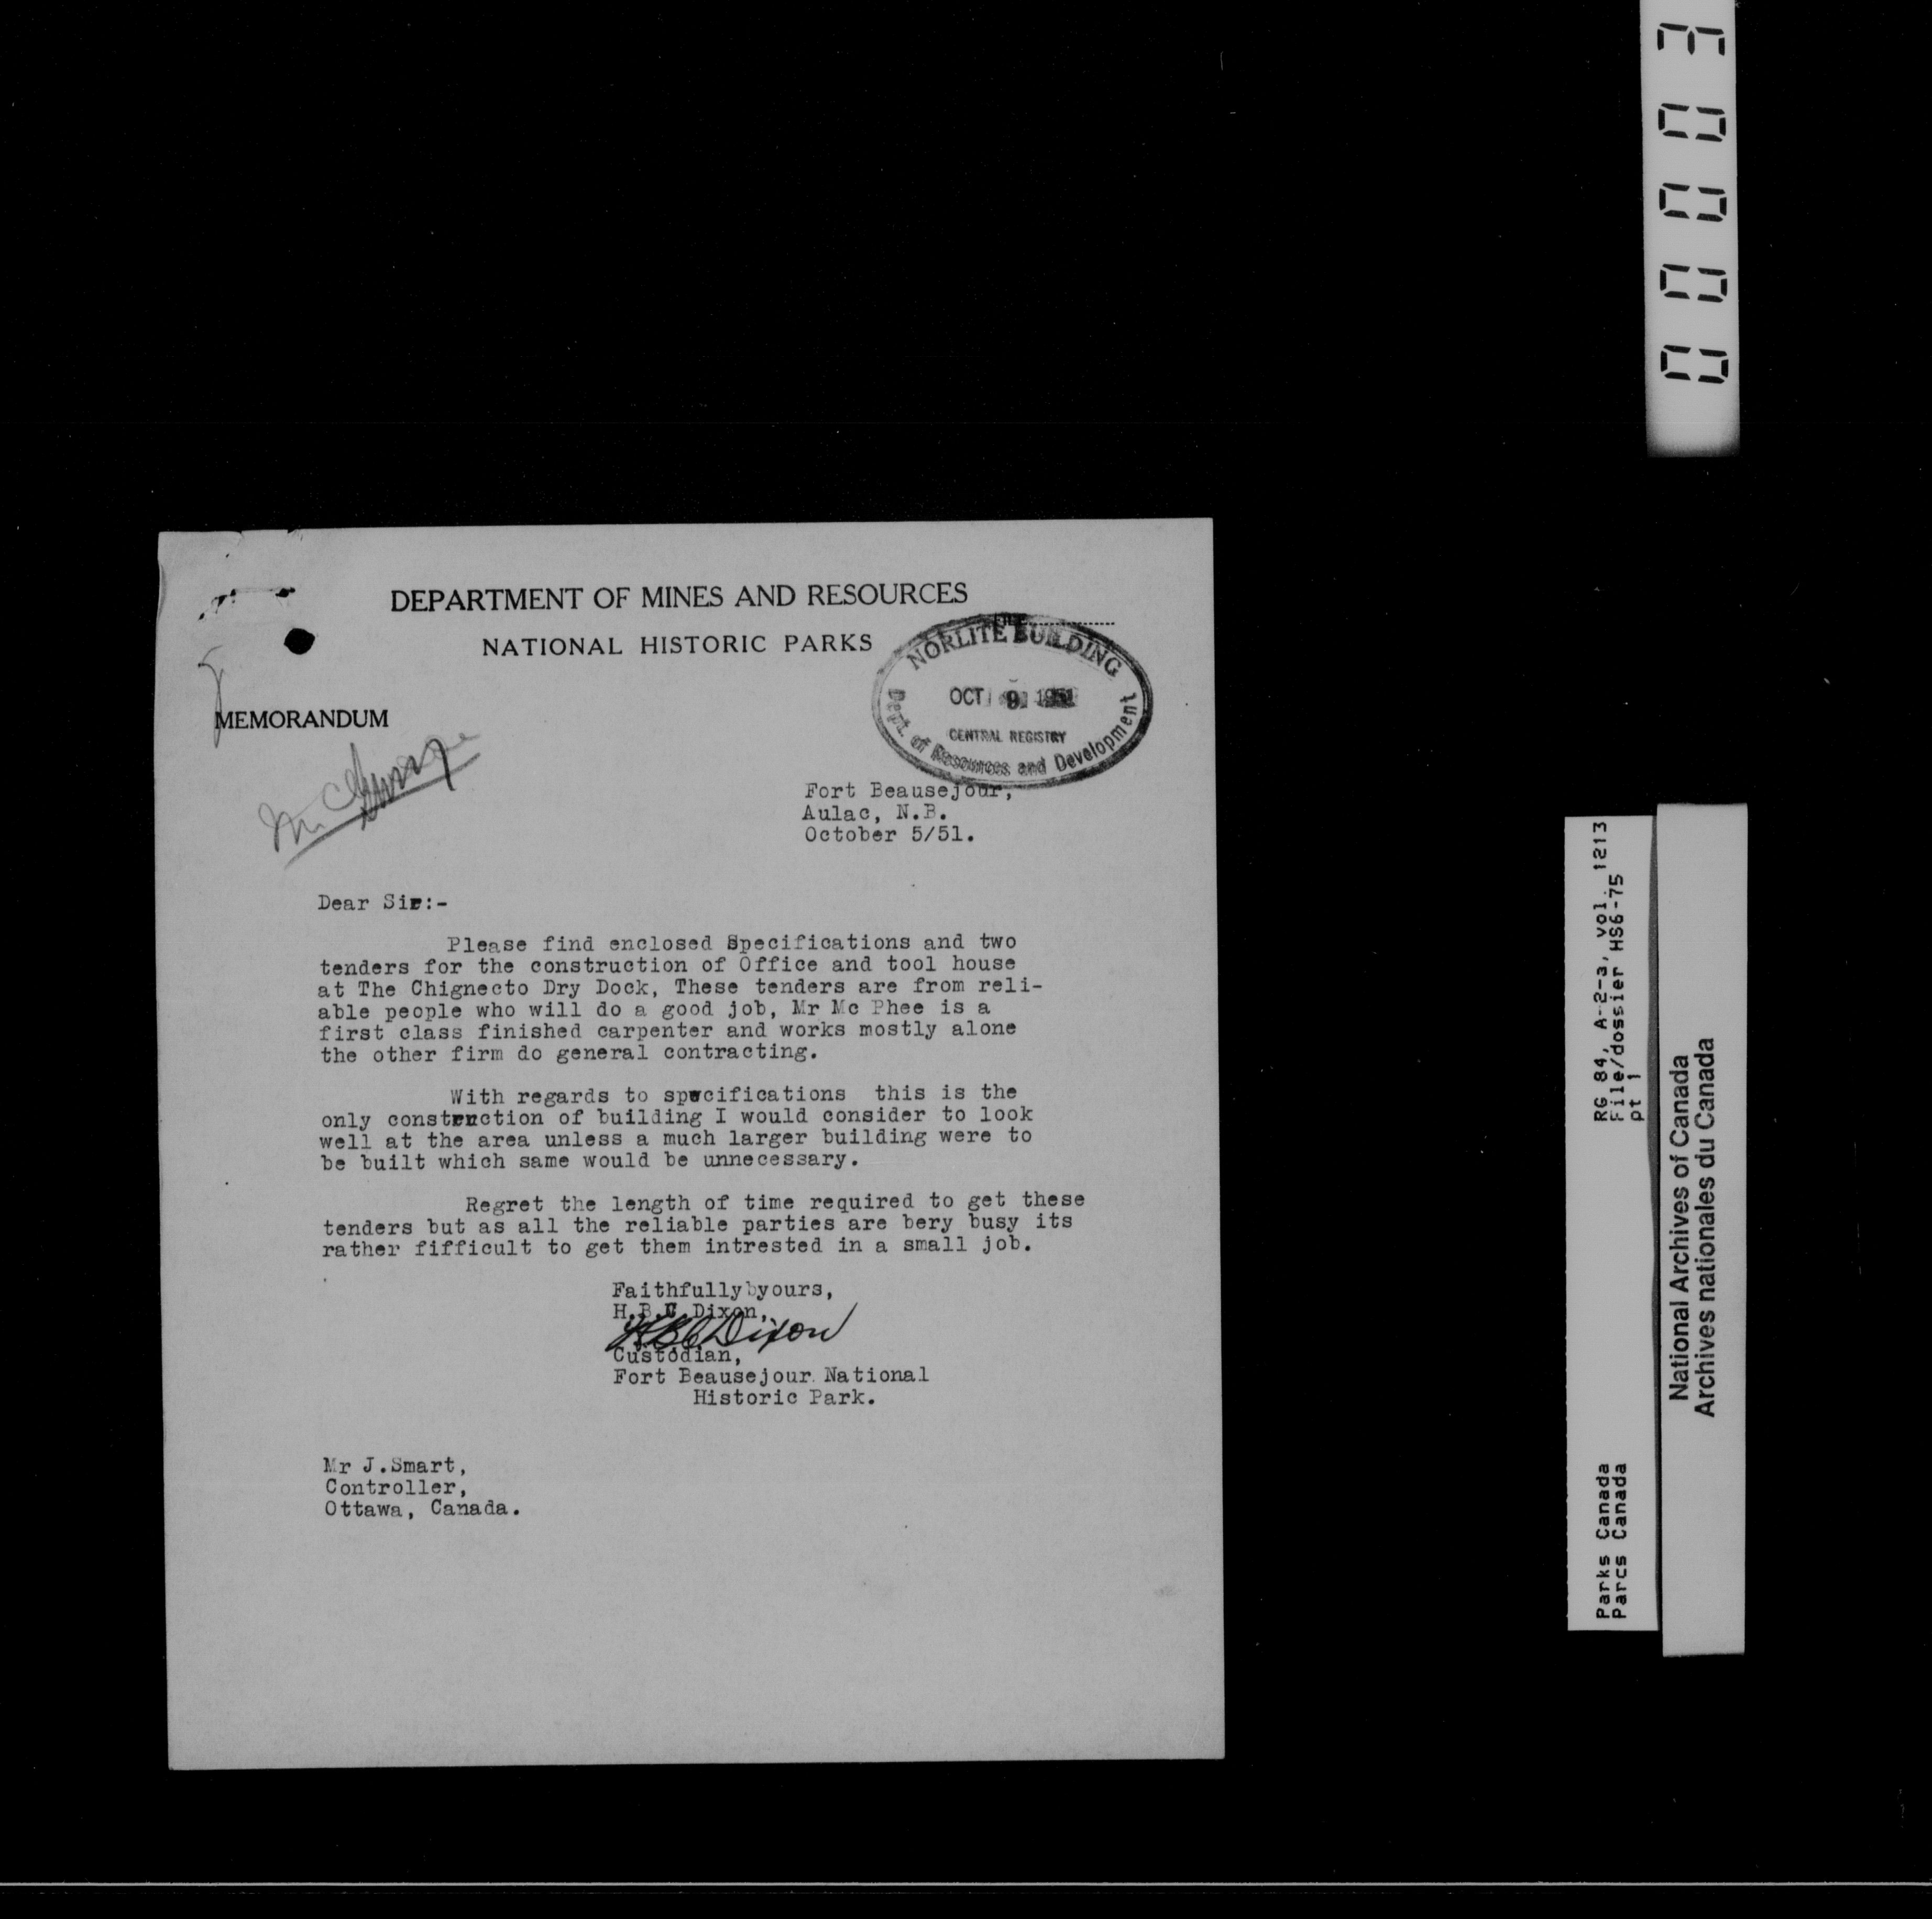 DEPARTMENT OF MINES AND RESOURCES
NATIONAL HISTORIC PARKS
FILE
NORLITE BUILDING
OCT 9 1951
CENTRAL REGISTRY
Dept. of Resources and Development
MEMORANDUM
Fort Beausejour,
Aulac, N.B.
October 5/51.
Dear Sir:-
Please find enclosed Specifications and two
tenders for the construction of Office and tool house
at The Chignecto Dry Dock, These tenders are from reli-
able people who will do a good job, Mr Mc Phee is a
first class finished carpenter and works mostly alone
the other firm do general contracting.
With regards to spwcifications this is the
only construction of building I would consider to look
well at the area unless a much larger building were to
be built which same would be unnecessary.
Regret the length of time required to get these
tenders but as all the reliable parties are bery busy its
rather fifficult to get them intrested in a small job.
Faithfully yours,
H.B.C Dixon,
HBC Dixon
Custodian,
Fort Beausejour National
Historic Park.
Mr J.Smart,
Controller,
Ottawa, Canada.
00003
RG 84, A-2-a, vol. 1213
File/dossier HS6-75
pt 1
Parks Canada
Parcs Canada
National Archives of Canada
Archives nationales du Canada